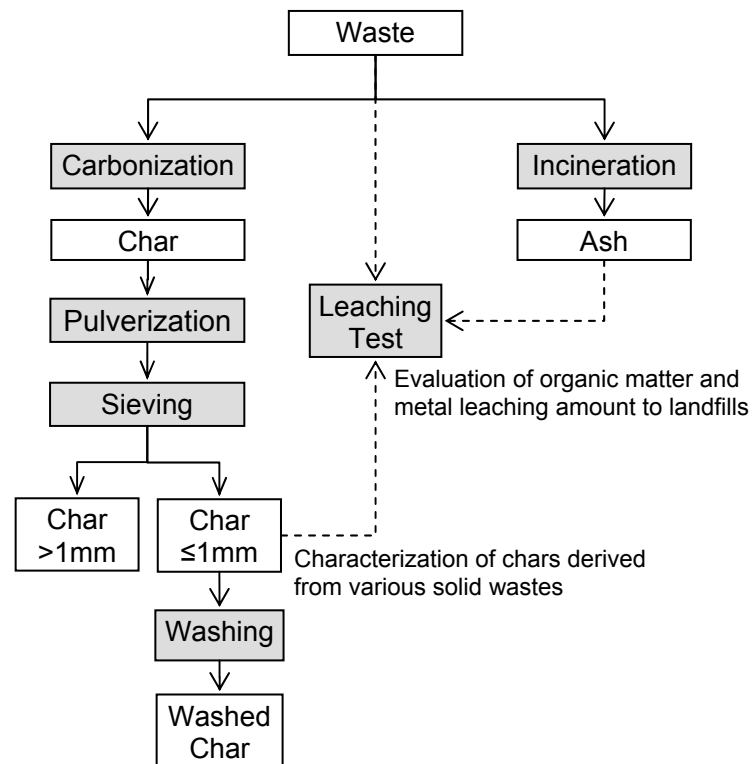 Waste
Carbonization
Incineration
Char
Ash
Pulverization
Leaching
Test
Sieving
Evaluation of organic matter and
metal leaching amount to landfills
Char
>1mm
Char
≤1mm
Characterization of chars derived
from various solid wastes
Washing
Washed
Char